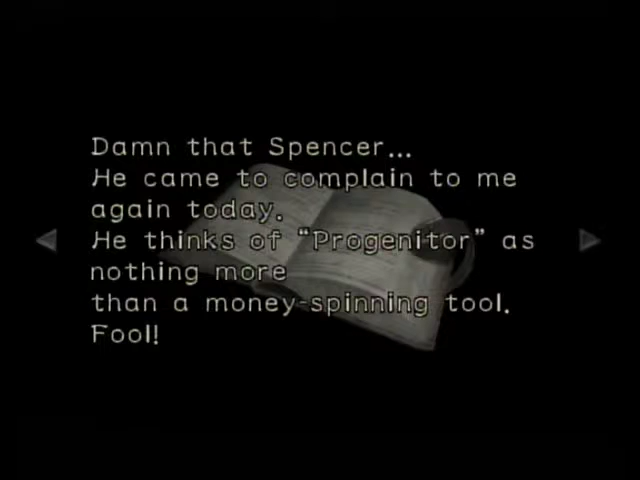 Damn that Spencer...
He came to complain to me
again today.
He thinks of “Progenitor” as
nothing more
than a money-spinning tool.
Fool!